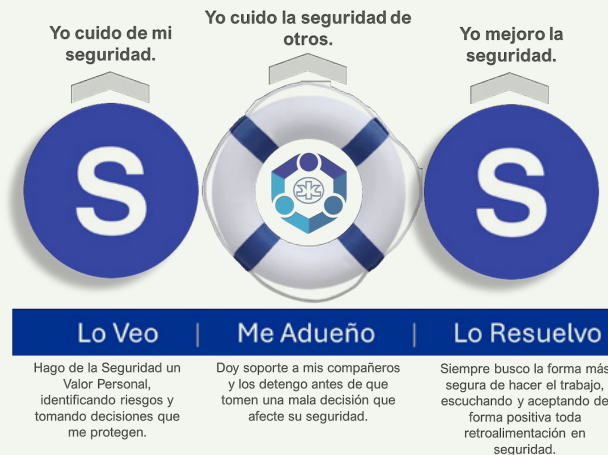 Yo cuido de mi
seguridad.
Yo cuido la seguridad de
otros.
Yo mejoro la
seguridad.
S
S
Lo Veo | Me Adueño | Lo Resuelvo
Hago de la Seguridad un
Valor Personal,
identificando riesgos y
tomando decisiones que
me protegen.
Doy soporte a mis compañeros
y los detengo antes de que
tomen una mala decisión que
afecte su seguridad.
Siempre busco la forma más
segura de hacer el trabajo,
escuchando y aceptando de
forma positiva toda
retroalimentación en
seguridad.